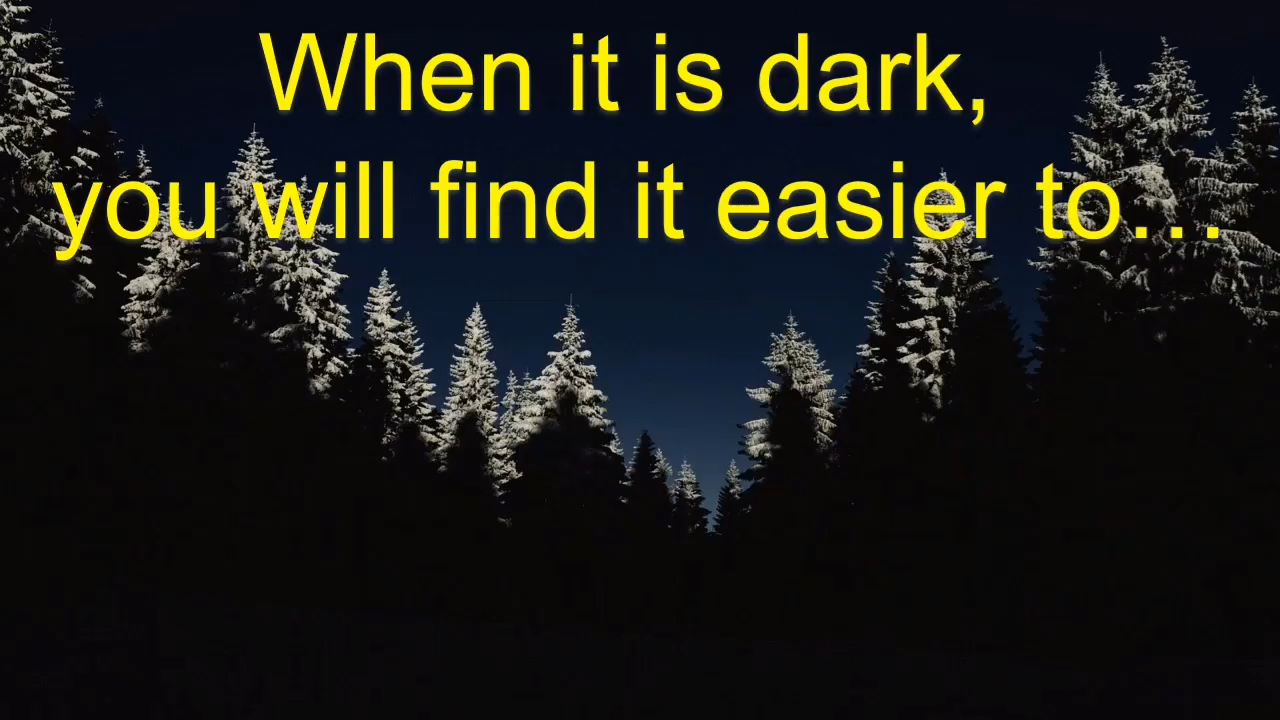 When it is dark,
you will find it easier to…